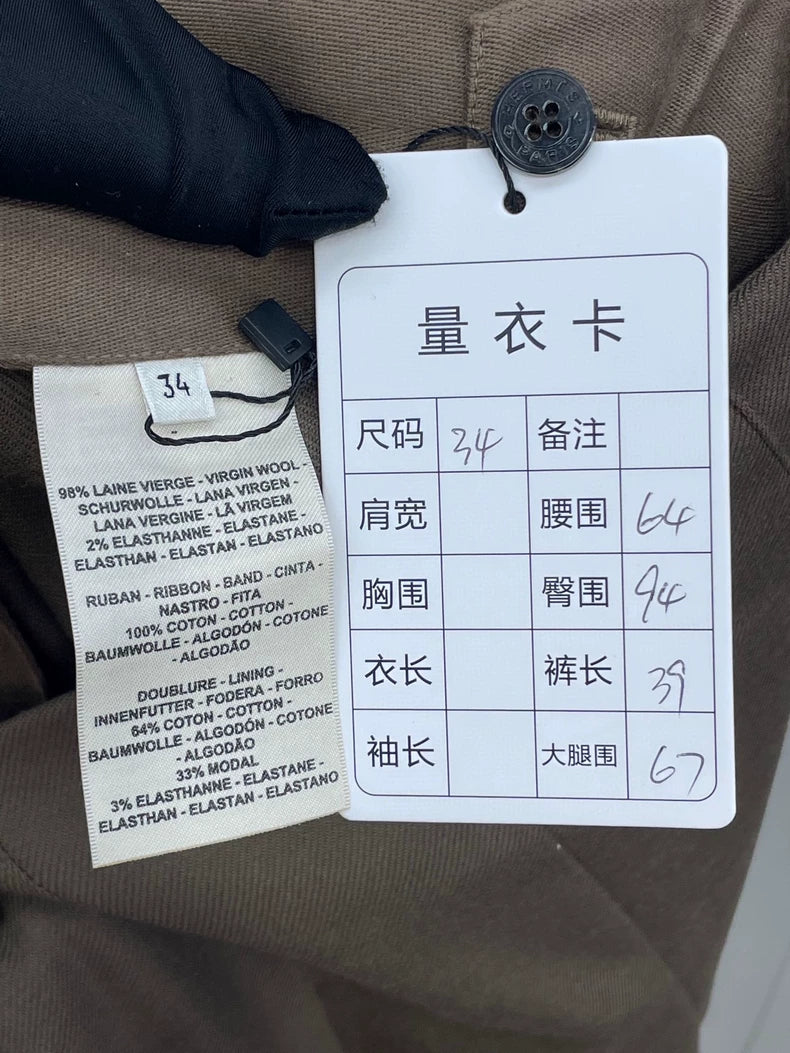 HERMES
PARIS
量衣卡
尺码 34 备注
肩宽 腰围 64
胸围 臀围 94
衣长 裤长 39
袖长 大腿围 67
34
98% LAINE VIERGE - VIRGIN WOOL -
SCHURWOLLE - LANA VIRGEN -
LANA VERGINE - LÃ VIRGEM
2% ELASTHANNE - ELASTANE -
ELASTHAN - ELASTAN - ELASTANO
RUBAN - RIBBON - BAND - CINTA -
NASTRO - FITA
100% COTON - COTTON -
BAUMWOLLE - ALGODÓN - COTONE
- ALGODÃO
DOUBLURE - LINING -
INNENFUTTER - FODERA - FORRO
64% COTON - COTTON -
BAUMWOLLE - ALGODÓN - COTONE
- ALGODÃO
33% MODAL
3% ELASTHANNE - ELASTANE -
ELASTHAN - ELASTAN - ELASTANO